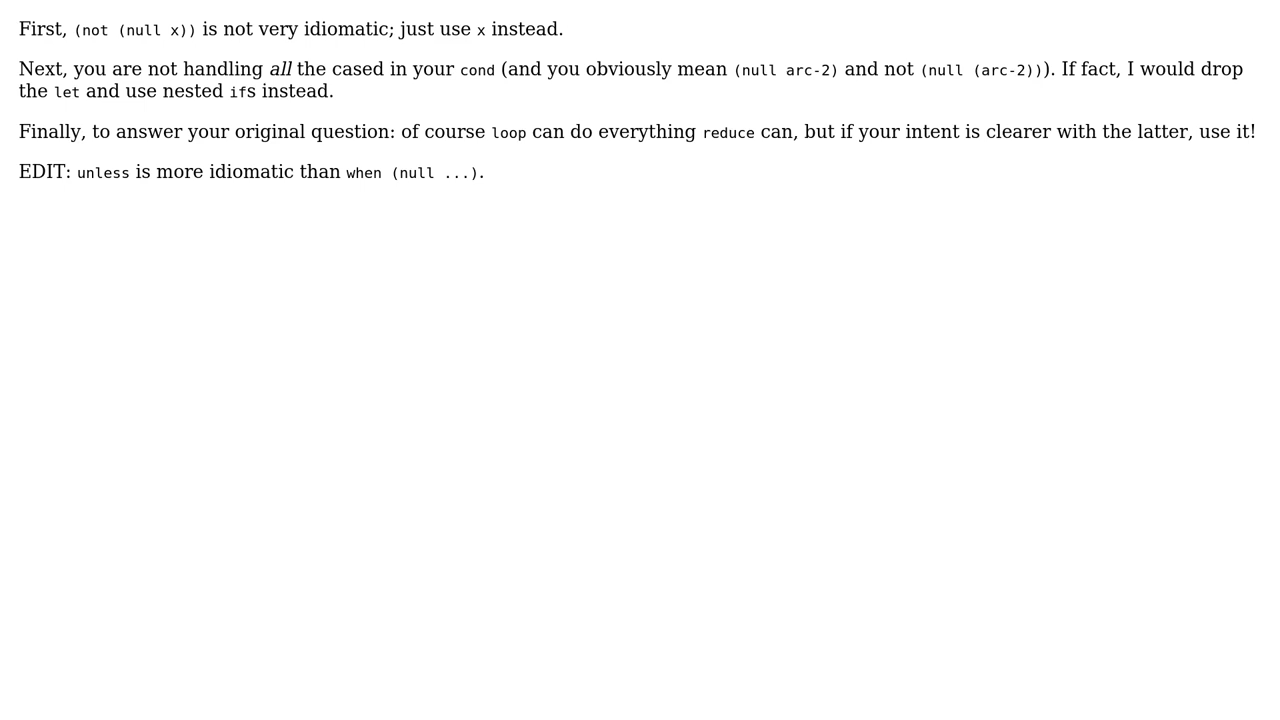 First, (not (null x)) is not very idiomatic; just use x instead.
Next, you are not handling all the cased in your cond (and you obviously mean (null arc-2) and not (null (arc-2))). If fact, I would drop
the let and use nested ifs instead.
Finally, to answer your original question: of course loop can do everything reduce can, but if your intent is clearer with the latter, use it!
EDIT: unless is more idiomatic than when (null ...).